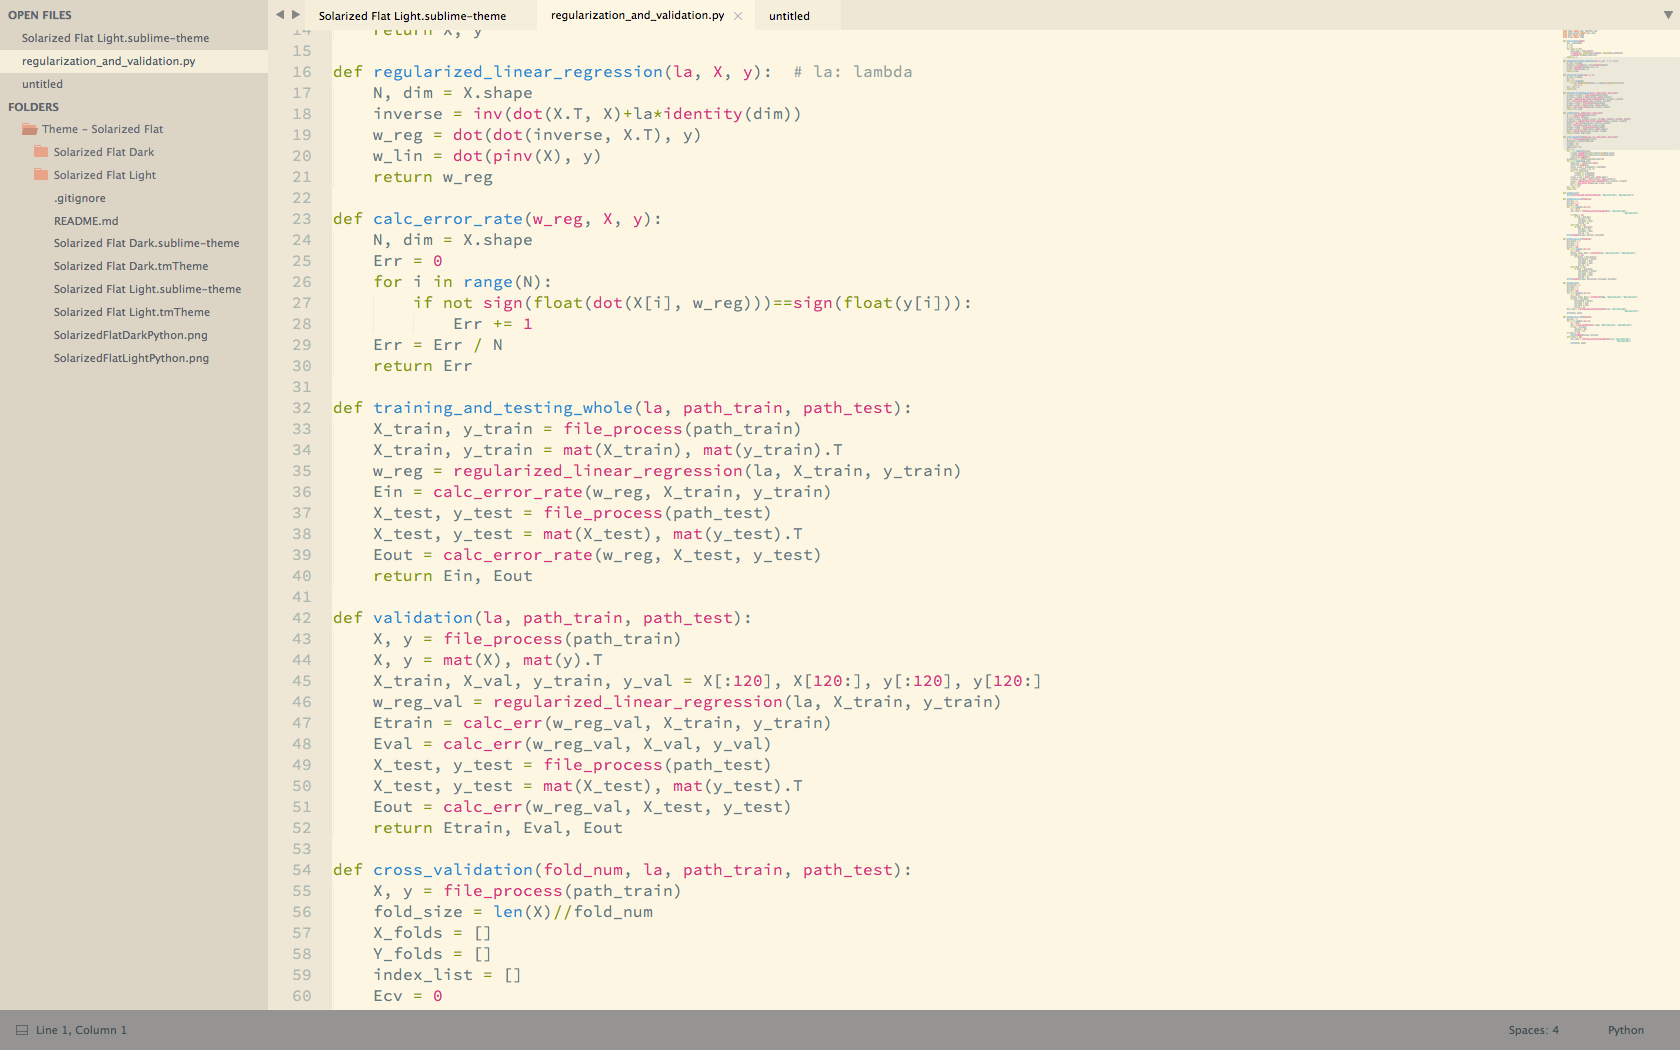 OPEN FILES
Solarized Flat Light.sublime-theme
regularization_and_validation.py
untitled
FOLDERS
Theme - Solarized Flat
Solarized Flat Dark
Solarized Flat Light
.gitignore
README.md
Solarized Flat Dark.sublime-theme
Solarized Flat Dark.tmTheme
Solarized Flat Light.sublime-theme
Solarized Flat Light.tmTheme
SolarizedFlatDarkPython.png
SolarizedFlatLightPython.png
Solarized Flat Light.sublime-theme regularization_and_validation.py untitled
14     return X, y
15
16 def regularized_linear_regression(la, X, y):  # la: lambda
17     N, dim = X.shape
18     inverse = inv(dot(X.T, X)+la*identity(dim))
19     w_reg = dot(dot(inverse, X.T), y)
20     w_lin = dot(pinv(X), y)
21     return w_reg
22
23 def calc_error_rate(w_reg, X, y):
24     N, dim = X.shape
25     Err = 0
26     for i in range(N):
27         if not sign(float(dot(X[i], w_reg)))==sign(float(y[i])):
28             Err += 1
29     Err = Err / N
30     return Err
31
32 def training_and_testing_whole(la, path_train, path_test):
33     X_train, y_train = file_process(path_train)
34     X_train, y_train = mat(X_train), mat(y_train).T
35     w_reg = regularized_linear_regression(la, X_train, y_train)
36     Ein = calc_error_rate(w_reg, X_train, y_train)
37     X_test, y_test = file_process(path_test)
38     X_test, y_test = mat(X_test), mat(y_test).T
39     Eout = calc_error_rate(w_reg, X_test, y_test)
40     return Ein, Eout
41
42 def validation(la, path_train, path_test):
43     X, y = file_process(path_train)
44     X, y = mat(X), mat(y).T
45     X_train, X_val, y_train, y_val = X[:120], X[120:], y[:120], y[120:]
46     w_reg_val = regularized_linear_regression(la, X_train, y_train)
47     Etrain = calc_err(w_reg_val, X_train, y_train)
48     Eval = calc_err(w_reg_val, X_val, y_val)
49     X_test, y_test = file_process(path_test)
50     X_test, y_test = mat(X_test), mat(y_test).T
51     Eout = calc_err(w_reg_val, X_test, y_test)
52     return Etrain, Eval, Eout
53
54 def cross_validation(fold_num, la, path_train, path_test):
55     X, y = file_process(path_train)
56     fold_size = len(X)//fold_num
57     X_folds = []
58     Y_folds = []
59     index_list = []
60     Ecv = 0
Line 1, Column 1
Spaces: 4
Python